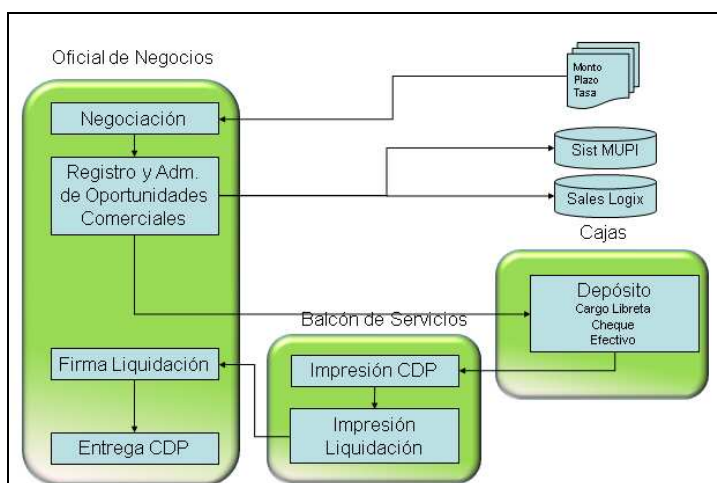 Oficial de Negocios
Monto
Plazo
Tasa
Negociación
Registro y Adm.
de Oportunidades
Comerciales
Sist MUPI
Sales Logix
Cajas
Depósito
Cargo Libreta
Cheque
Efectivo
Balcón de Servicios
Firma Liquidación
Impresión CDP
Impresión
Liquidación
Entrega CDP